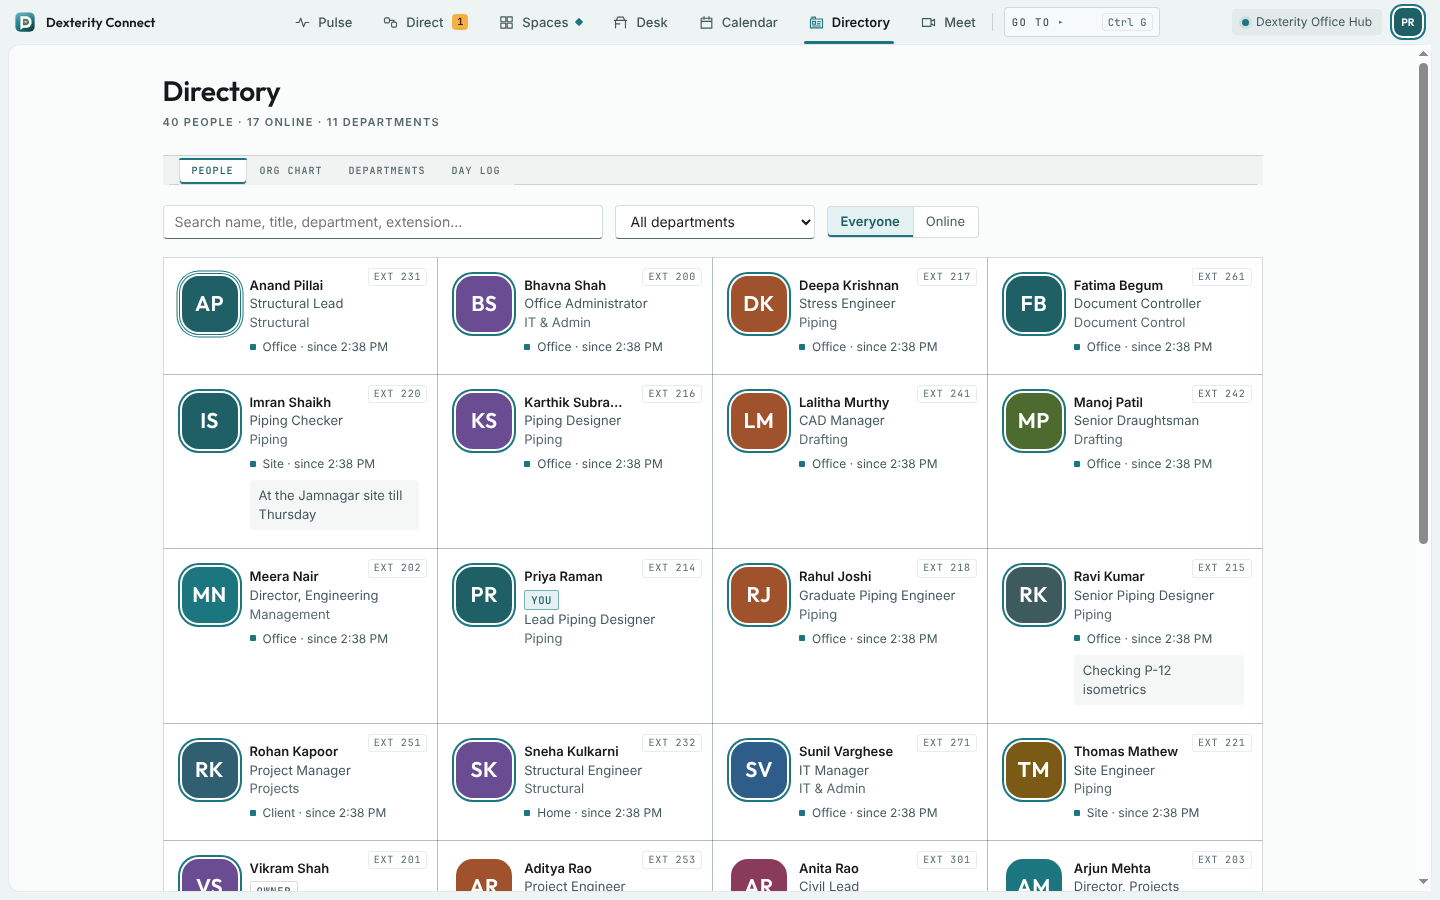 Dexterity Connect
Pulse
Direct 1
Spaces
Desk
Calendar
Directory
Meet
GO TO Ctrl G
Dexterity Office Hub
PR
Directory
40 PEOPLE · 17 ONLINE · 11 DEPARTMENTS
PEOPLE ORG CHART DEPARTMENTS DAY LOG
Search name, title, department, extension...
All departments
Everyone Online
AP
Anand Pillai
EXT 231
Structural Lead
Structural
Office · since 2:38 PM
BS
Bhavna Shah
EXT 200
Office Administrator
IT & Admin
Office · since 2:38 PM
DK
Deepa Krishnan
EXT 217
Stress Engineer
Piping
Office · since 2:38 PM
FB
Fatima Begum
EXT 261
Document Controller
Document Control
Office · since 2:38 PM
IS
Imran Shaikh
EXT 220
Piping Checker
Piping
Site · since 2:38 PM
At the Jamnagar site till
Thursday
KS
Karthik Subra...
EXT 216
Piping Designer
Piping
Office · since 2:38 PM
LM
Lalitha Murthy
EXT 241
CAD Manager
Drafting
Office · since 2:38 PM
MP
Manoj Patil
EXT 242
Senior Draughtsman
Drafting
Office · since 2:38 PM
MN
Meera Nair
EXT 202
Director, Engineering
Management
Office · since 2:38 PM
PR
Priya Raman
EXT 214
YOU
Lead Piping Designer
Piping
RJ
Rahul Joshi
EXT 218
Graduate Piping Engineer
Piping
Office · since 2:38 PM
RK
Ravi Kumar
EXT 215
Senior Piping Designer
Piping
Office · since 2:38 PM
Checking P-12
isometrics
RK
Rohan Kapoor
EXT 251
Project Manager
Projects
Client · since 2:38 PM
SK
Sneha Kulkarni
EXT 232
Structural Engineer
Structural
Home · since 2:38 PM
SV
Sunil Varghese
EXT 271
IT Manager
IT & Admin
Office · since 2:38 PM
TM
Thomas Mathew
EXT 221
Site Engineer
Piping
Site · since 2:38 PM
VS
Vikram Shah
EXT 201
OWNER
AR
Aditya Rao
EXT 253
Project Engineer
AR
Anita Rao
EXT 301
Civil Lead
AM
Arjun Mehta
EXT 203
Director, Projects